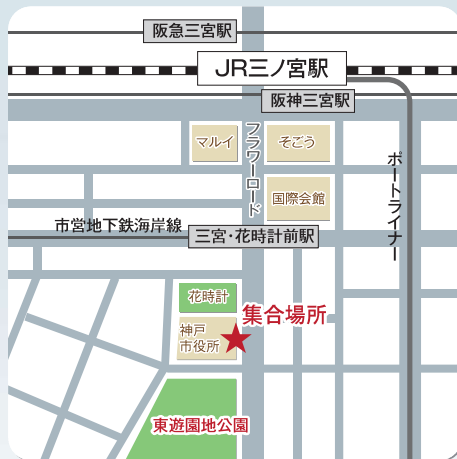 阪急三宮駅
JR三ノ宮駅
阪神三宮駅
マルイ
フラワーロード
そごう
国際会館
ポートライナー
市営地下鉄海岸線
三宮・花時計前駅
花時計
集合場所
神戸
市役所
東遊園地公園